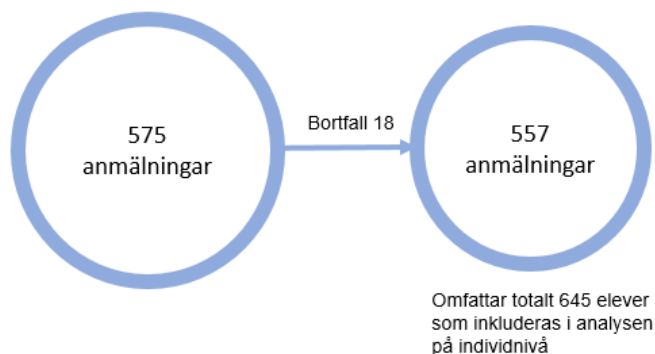 575
anmälningar
Bortfall 18
557
anmälningar
Omfattar totalt 645 elever
som inkluderas i analysen
på individnivå